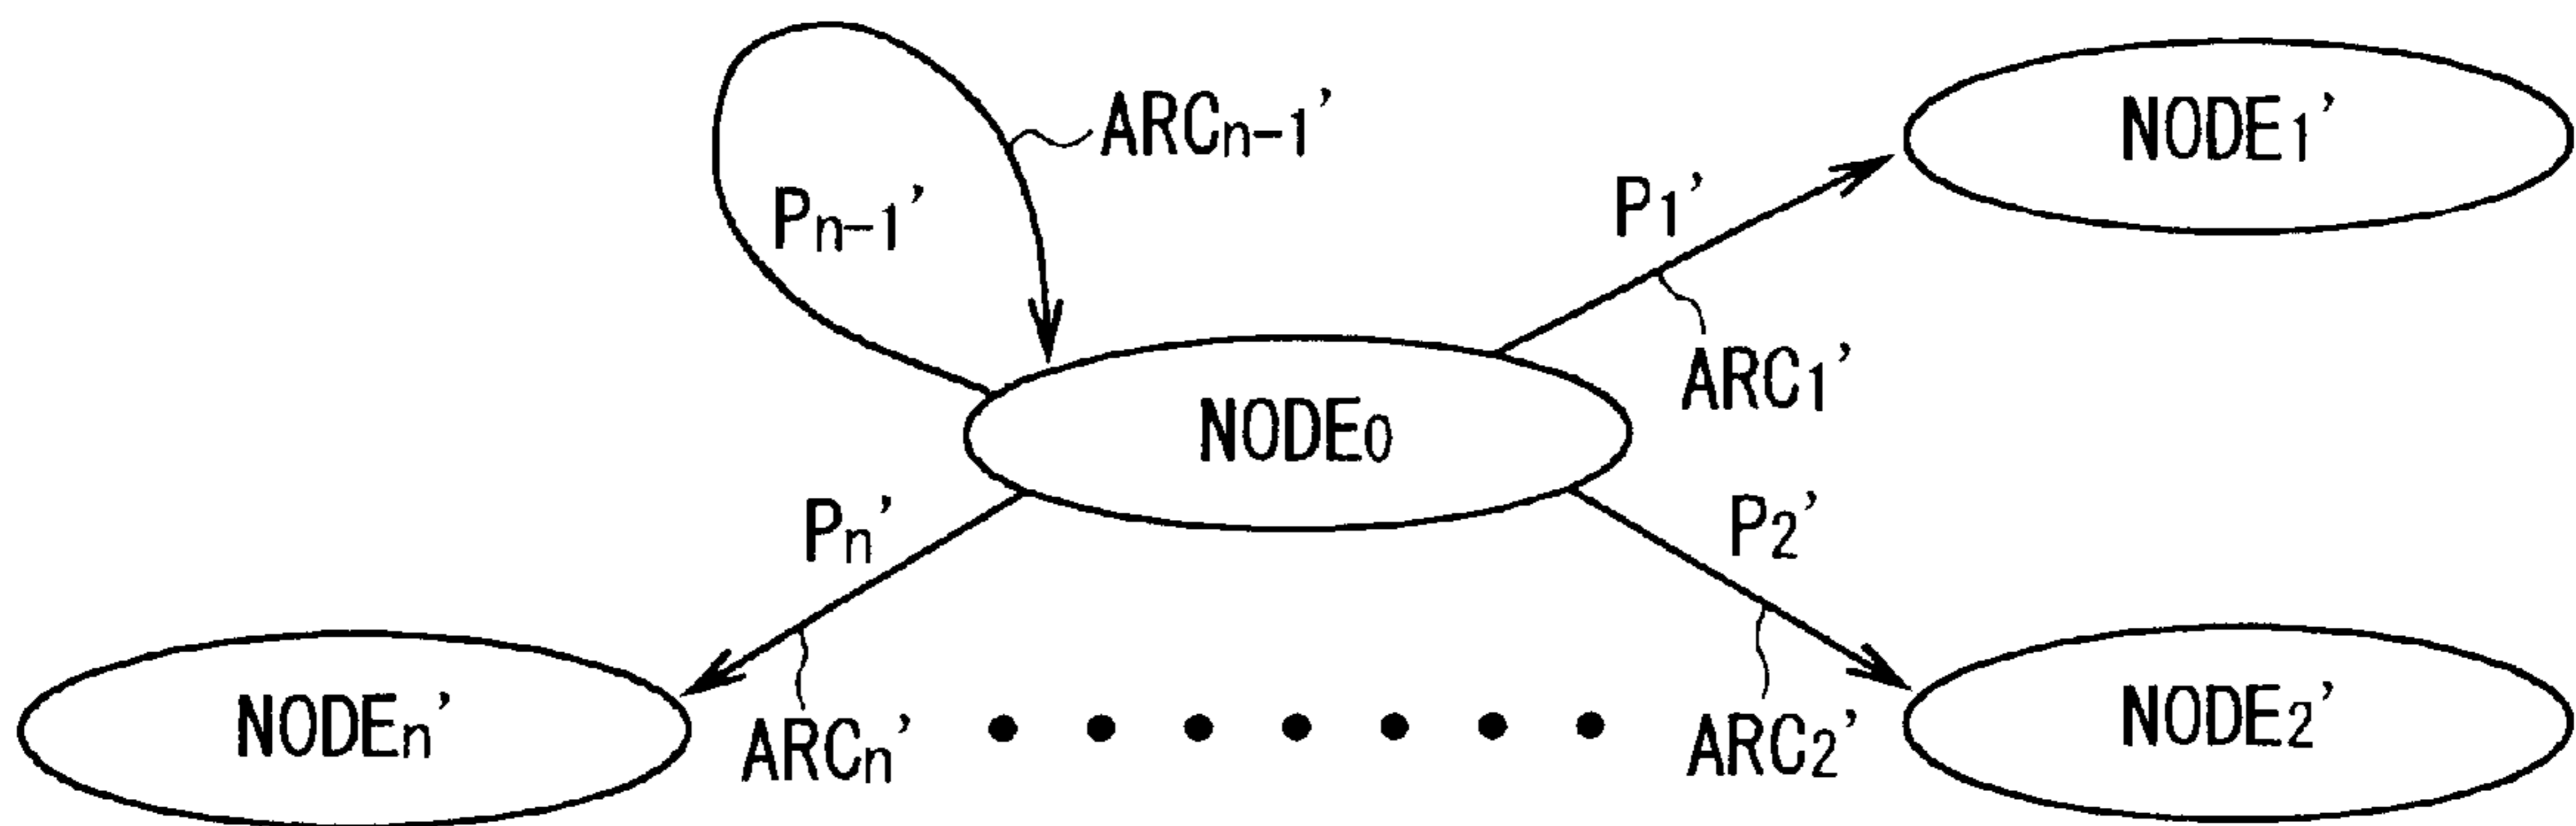 ARCn-1'
NODE1'
Pn-1'
P1'
ARC1'
NODE0
Pn'
P2'
NODEn'
ARCn'
ARC2'
NODE2'